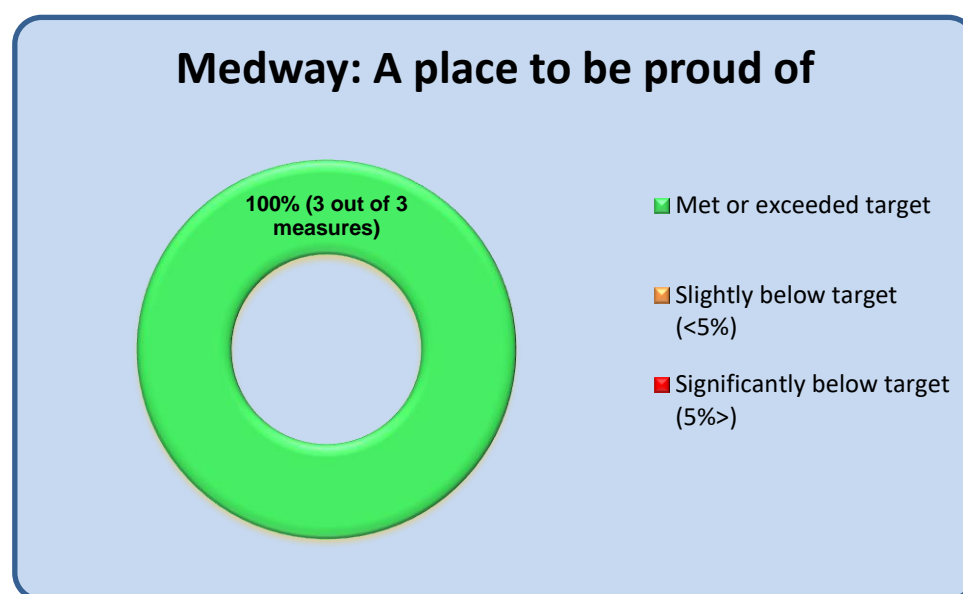 Medway: A place to be proud of
100% (3 out of 3
measures)
Met or exceeded target
Slightly below target
(<5%)
Significantly below target
(5%>)